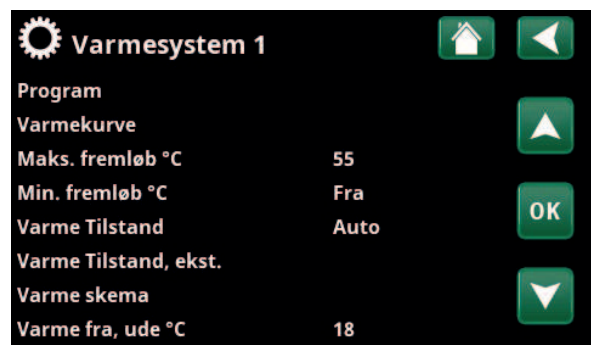 Varmesystem 1
Program
Varmekurve
Maks. fremløb °C 55
Min. fremløb °C Fra
Varme Tilstand Auto
OK
Varme Tilstand, ekst.
Varme skema
Varme fra, ude °C 18